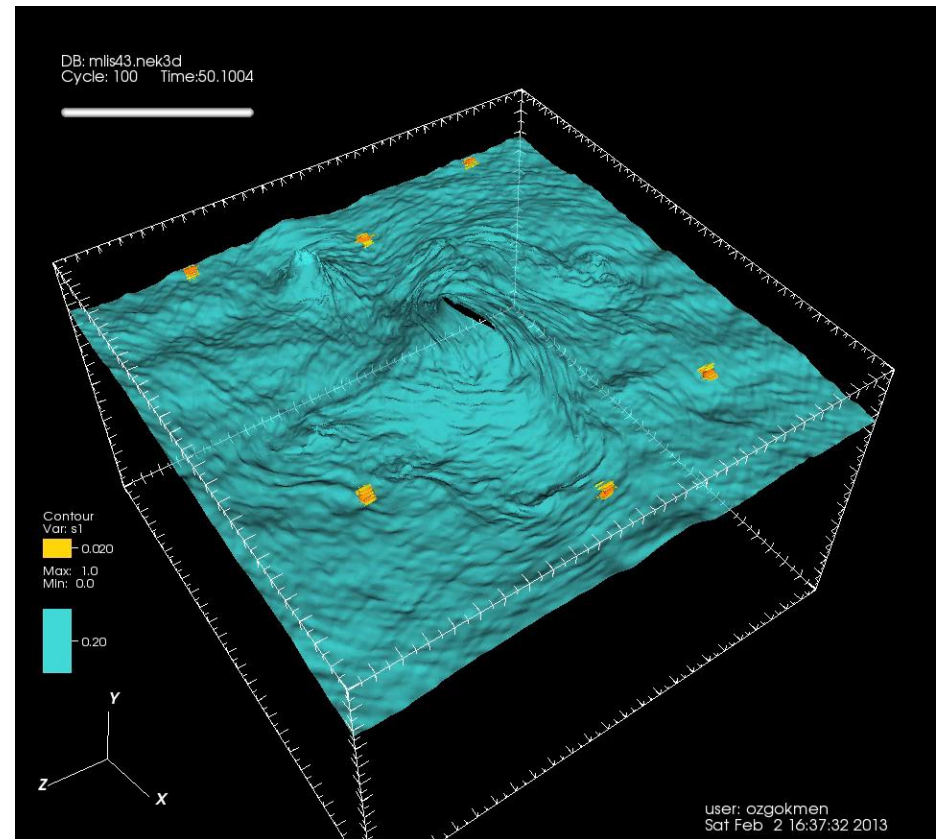 DB: mlis43.nek3d
Cycle: 100 Time:50.1004
Contour
Var: s1
0.020
Max: 1.0
Min: 0.0
0.20
Y
Z
X
user: ozgokmen
Sat Feb 2 16:37:32 2013